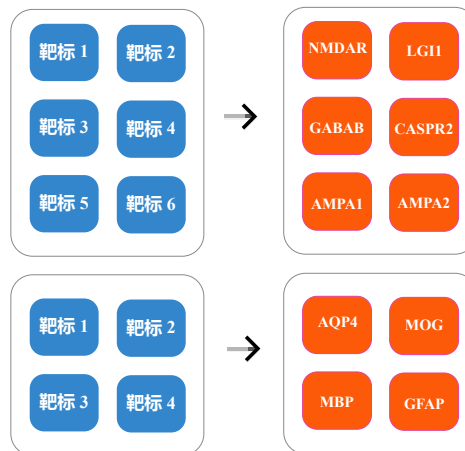 靶标 1 靶标 2
靶标 3 靶标 4
靶标 5 靶标 6
NMDAR LGI1
GABAB CASPR2
AMPA1 AMPA2
靶标 1 靶标 2
靶标 3 靶标 4
AQP4 MOG
MBP GFAP